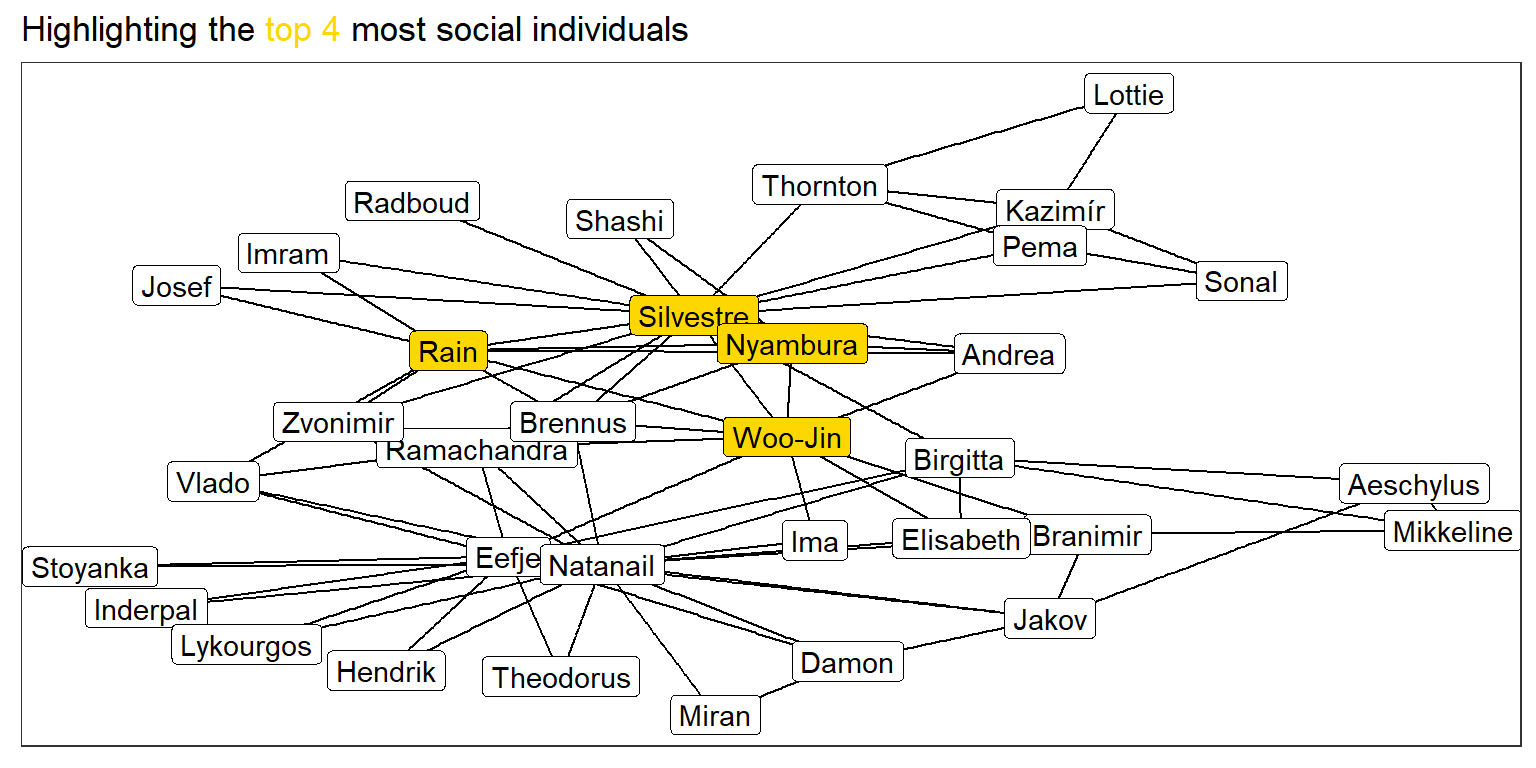 Highlighting the top 4 most social individuals
Lottie
Thornton
Radboud
Kazimír
Shashi
Pema
Imram
Sonal
Josef
Silvestre
Nyambura
Rain
Andrea
Zvonimir
Brennus
Woo-Jin
Ramachandra
Birgitta
Vlado
Aeschylus
Mikkeline
Branimir
Elisabeth
Ima
Eefje
Natanail
Stoyanka
Inderpal
Jakov
Lykourgos
Damon
Hendrik
Theodorus
Miran